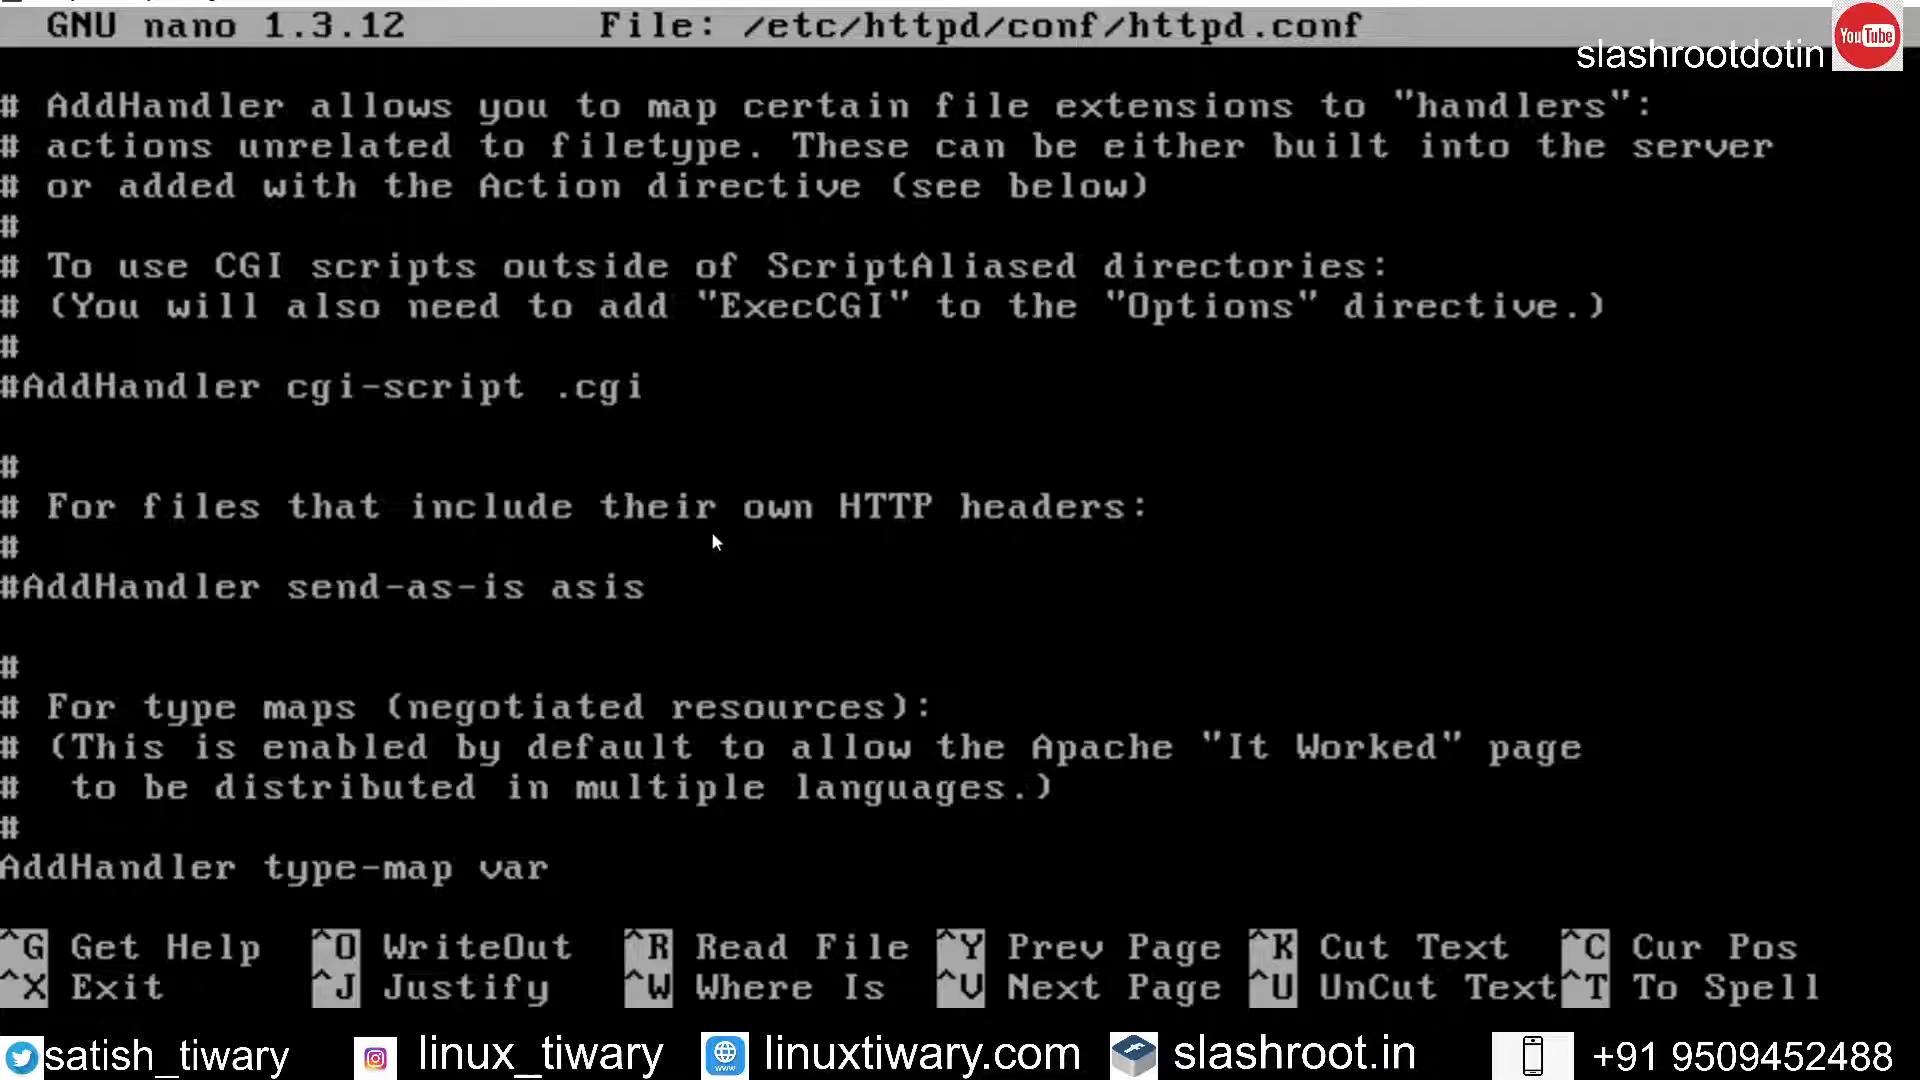 GNU nano 1.3.12 File: /etc/httpd/conf/httpd.conf
YouTube
slashrootdotin
# AddHandler allows you to map certain file extensions to "handlers":
# actions unrelated to filetype. These can be either built into the server
# or added with the Action directive (see below)
#
# To use CGI scripts outside of ScriptAliased directories:
# (You will also need to add "ExecCGI" to the "Options" directive.)
#
#AddHandler cgi-script .cgi
#
# For files that include their own HTTP headers:
#
#AddHandler send-as-is asis
#
# For type maps (negotiated resources):
# (This is enabled by default to allow the Apache "It Worked" page
#  to be distributed in multiple languages.)
#
AddHandler type-map var
^G Get Help ^O WriteOut ^R Read File ^Y Prev Page ^K Cut Text ^C Cur Pos
^X Exit ^J Justify ^W Where Is ^V Next Page ^U UnCut Text ^T To Spell
satish_tiwary linux_tiwary www linuxtiwary.com slashroot.in +91 9509452488